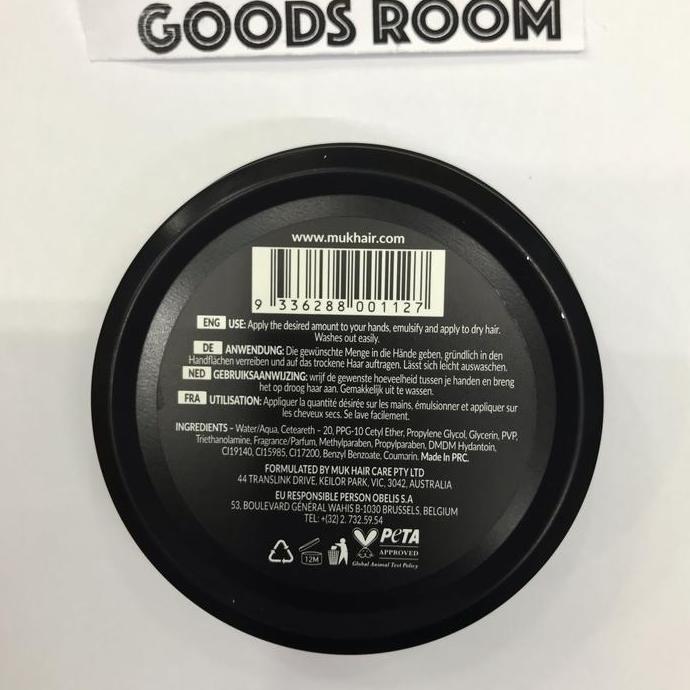 GOODS ROOM
www.mukhair.com
9 336288 001127
ENG USE: Apply the desired amount to your hands, emulsify and apply to dry hair.
Washes out easily.
DE ANWENDUNG: Die gewünschte Menge in die Hände geben, gründlich in den
Handflächen verreiben und auf das trockene Haar auftragen. Lässt sich leicht auswaschen.
NED GEBRUIKSAANWIJZING: wrijf de gewenste hoeveelheid tussen je handen en breng
het op droog haar aan. Gemakkelijk uit te wassen.
FRA UTILISATION: Appliquer la quantité désirée sur les mains, émulsionner et appliquer sur
les cheveux secs. Se lave facilement.
INGREDIENTS – Water/Aqua, Ceteareth – 20, PPG-10 Cetyl Ether, Propylene Glycol, Glycerin, PVP,
Triethanolamine, Fragrance/Parfum, Methylparaben, Propylparaben, DMDM Hydantoin,
CI19140, CI15985, CI17200, Benzyl Benzoate, Coumarin. Made In PRC.
FORMULATED BY MUK HAIR CARE PTY LTD
44 TRANSLINK DRIVE, KEILOR PARK, VIC, 3042, AUSTRALIA
EU RESPONSIBLE PERSON OBELIS S.A
53, BOULEVARD GÉNÉRAL WAHIS B-1030 BRUSSELS, BELGIUM
TEL: +(32) 2. 732.59.54
12M
PETA
APPROVED
Global Animal Test Policy